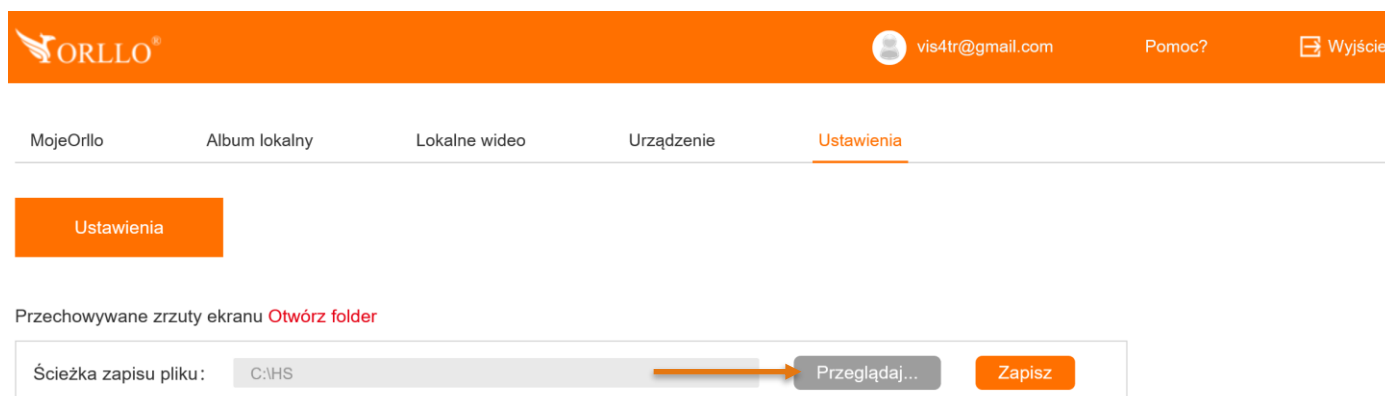 ORLLO®
vis4tr@gmail.com
Pomoc?
Wyjście
MojeOrllo
Album lokalny
Lokalne wideo
Urządzenie
Ustawienia
Ustawienia
Przechowywane zrzuty ekranu Otwórz folder
Ścieżka zapisu pliku: C:\HS Przeglądaj... Zapisz